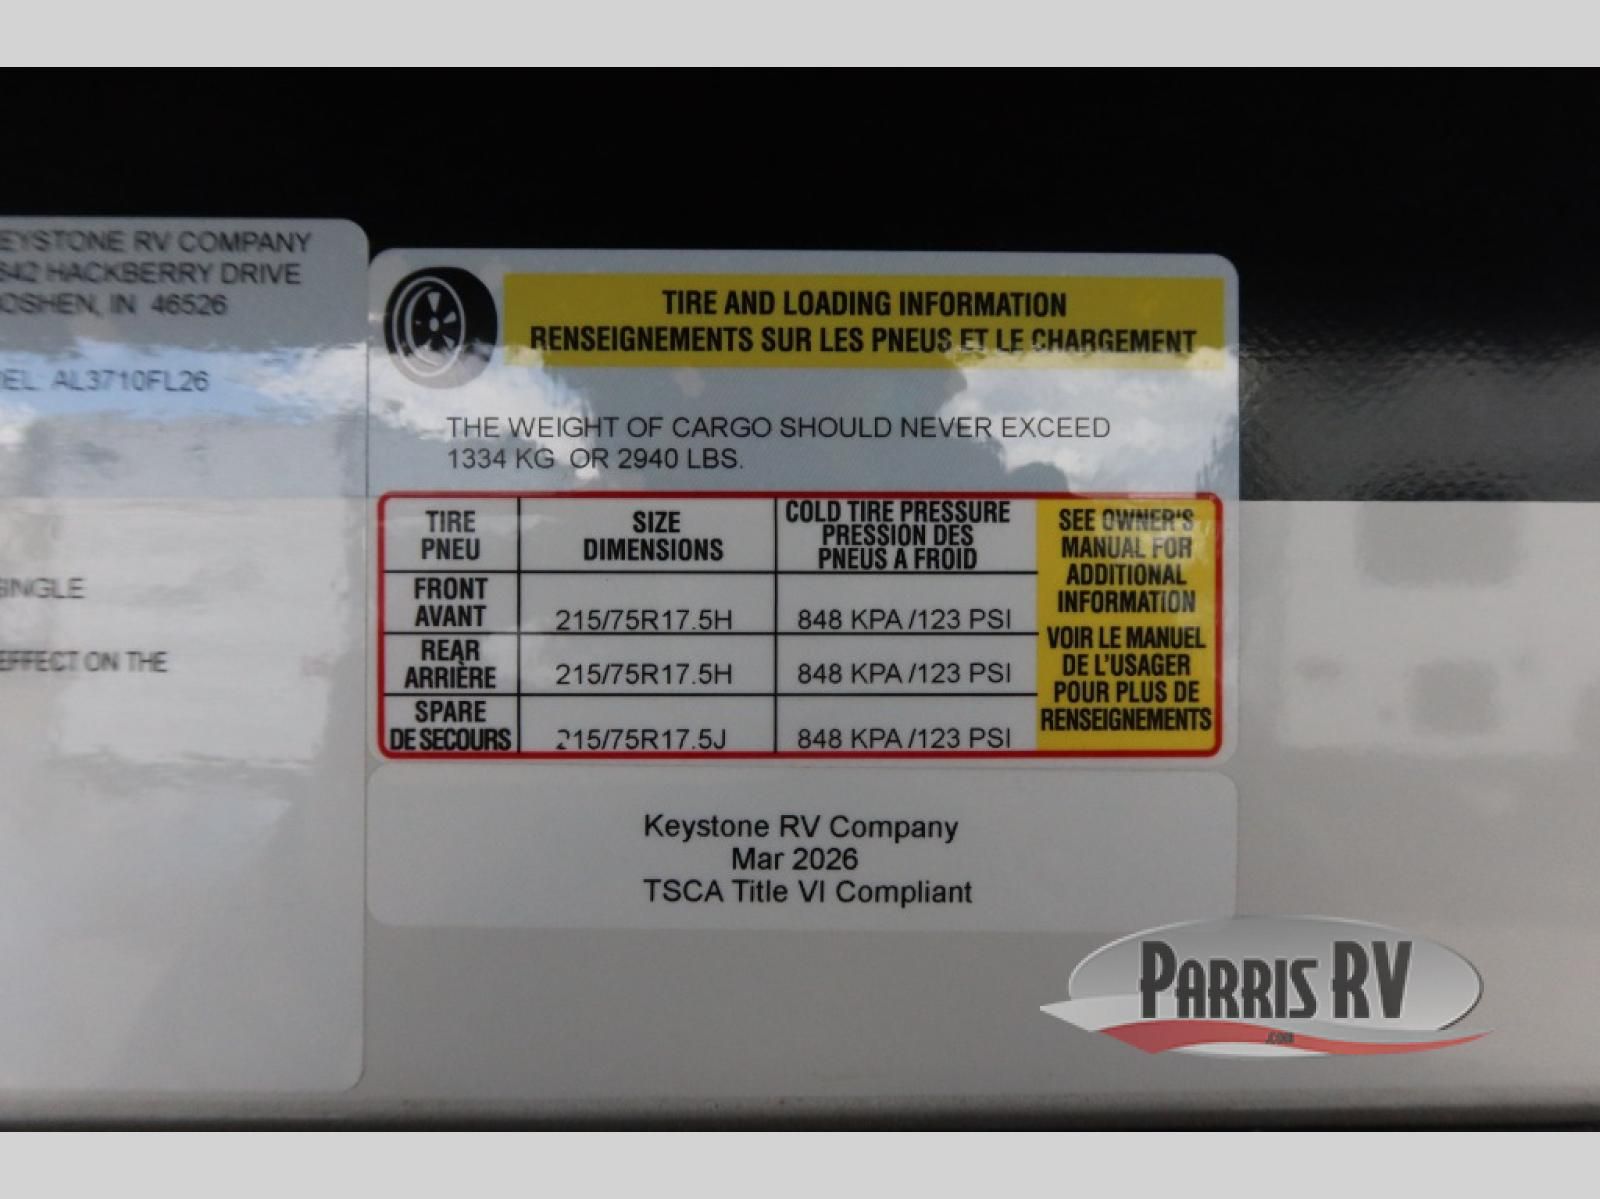 EYSTONE RV COMPANY
642 HACKBERRY DRIVE
OSHEN, IN 46526
EL: AL3710FL26
SINGLE
EFFECT ON THE
TIRE AND LOADING INFORMATION
RENSEIGNEMENTS SUR LES PNEUS ET LE CHARGEMENT
THE WEIGHT OF CARGO SHOULD NEVER EXCEED
1334 KG OR 2940 LBS.
TIRE
PNEU
SIZE
DIMENSIONS
COLD TIRE PRESSURE
PRESSION DES
PNEUS A FROID
FRONT
AVANT
215/75R17.5H
848 KPA /123 PSI
REAR
ARRIÈRE
215/75R17.5H
848 KPA /123 PSI
SPARE
DE SECOURS
215/75R17.5J
848 KPA /123 PSI
SEE OWNER'S
MANUAL FOR
ADDITIONAL
INFORMATION
VOIR LE MANUEL
DE L'USAGER
POUR PLUS DE
RENSEIGNEMENTS
Keystone RV Company
Mar 2026
TSCA Title VI Compliant
PARRIS RV
.COM